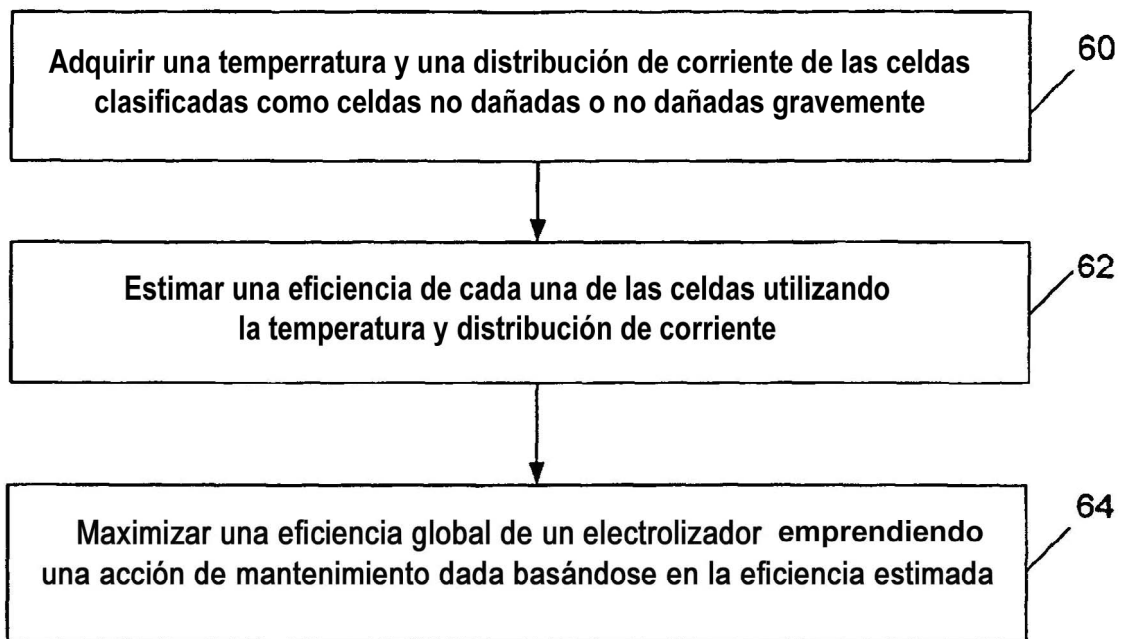 Adquirir una temperratura y una distribución de corriente de las celdas
clasificadas como celdas no dañadas o no dañadas gravemente
60
Estimar una eficiencia de cada una de las celdas utilizando
la temperatura y distribución de corriente
62
Maximizar una eficiencia global de un electrolizador emprendiendo
una acción de mantenimiento dada basándose en la eficiencia estimada
64